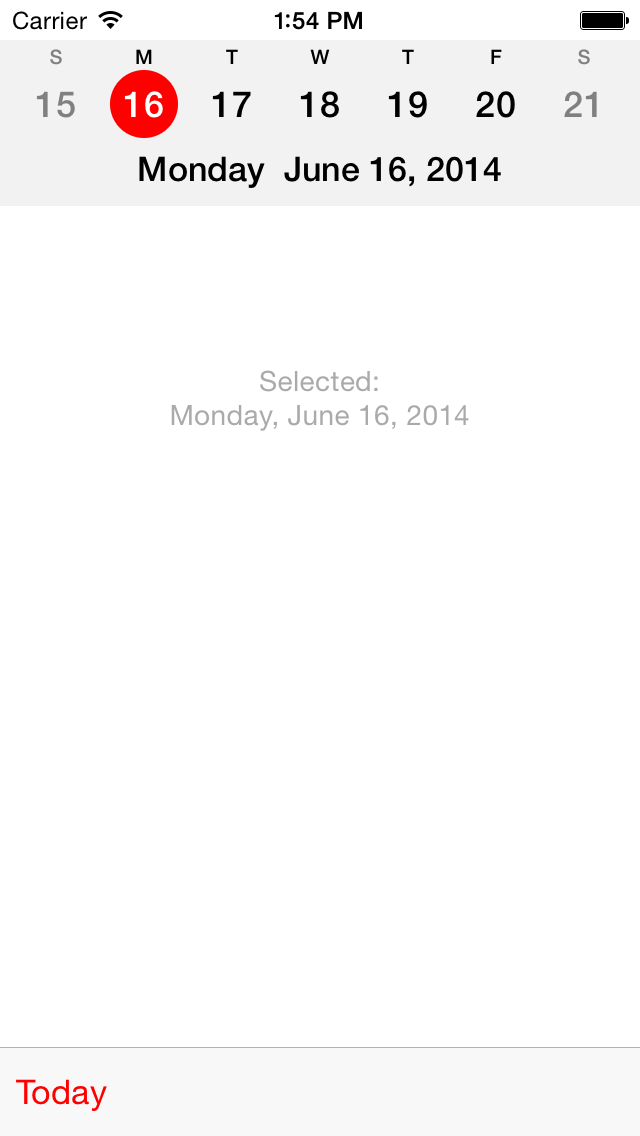 Carrier 1:54 PM
S M T W T F S
15 16 17 18 19 20 21
Monday  June 16, 2014
Selected:
Monday, June 16, 2014
Today